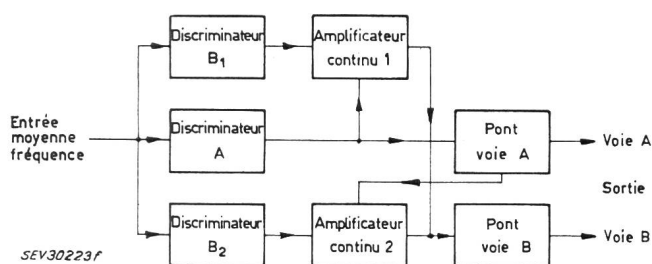 Discriminateur
B1
Amplificateur
continu 1
Entrée
moyenne
fréquence
Discriminateur
A
Pont
voie A
Voie A
Sortie
Discriminateur
B2
Amplificateur
continu 2
Pont
voie B
Voie B
SEV30223f